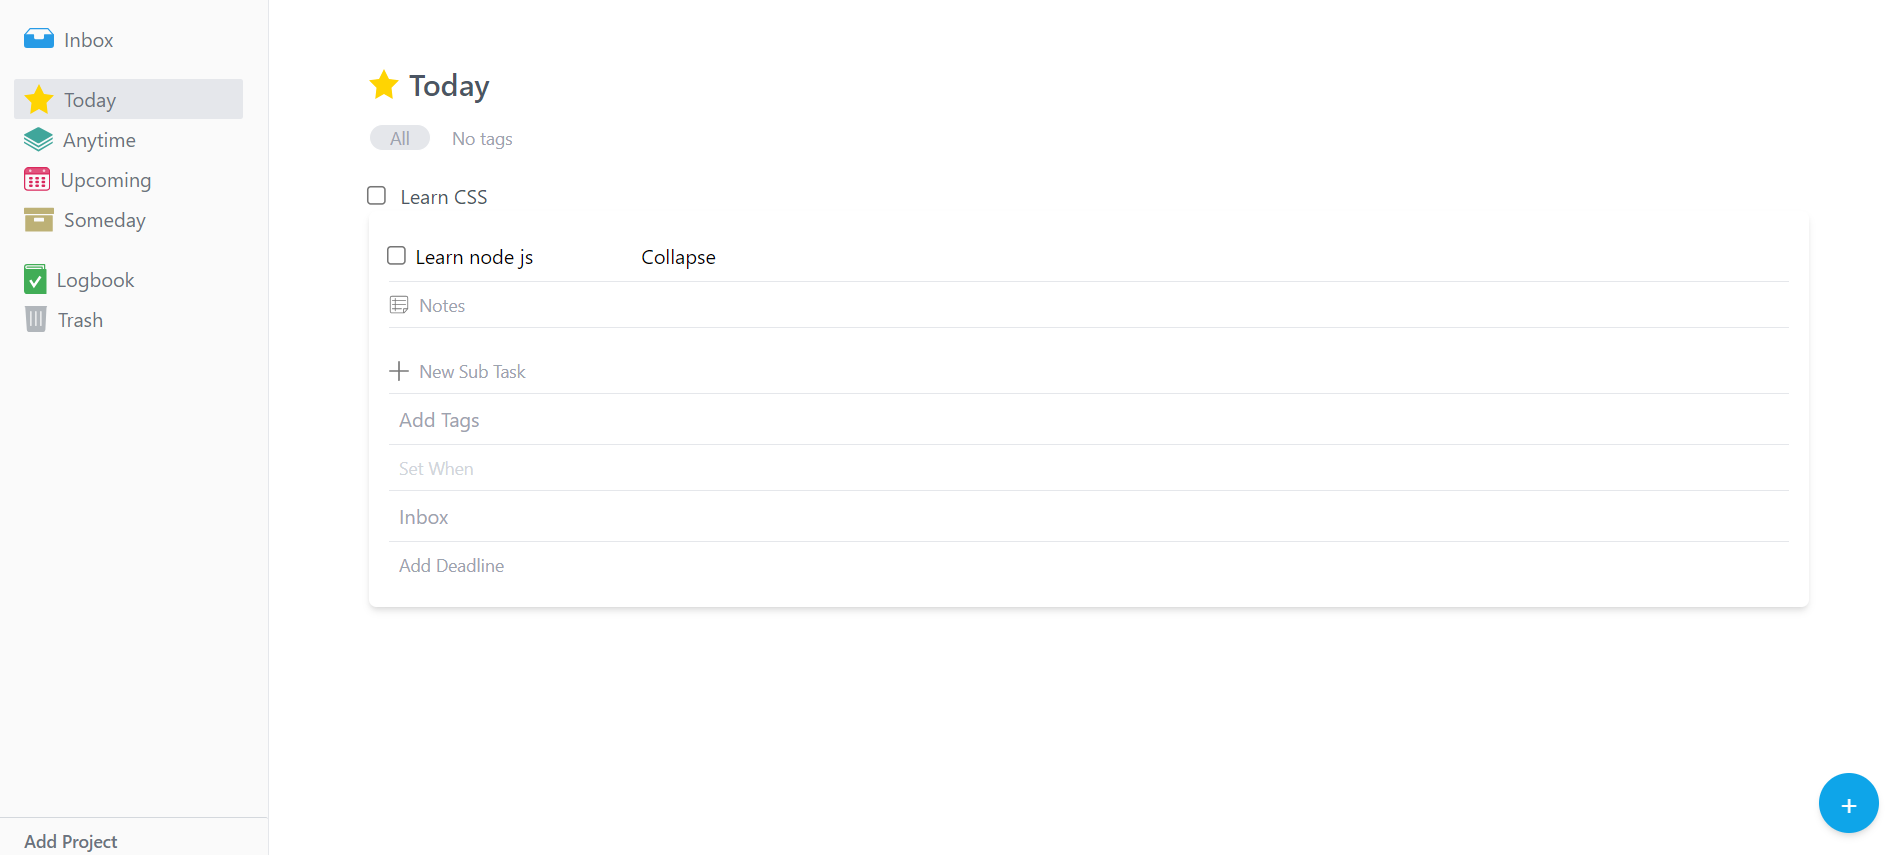 Inbox
Today
Anytime
Upcoming
Someday
Logbook
Trash
Add Project
Today
All No tags
Learn CSS
Learn node js Collapse
Notes
New Sub Task
Add Tags
Set When
Inbox
Add Deadline
+